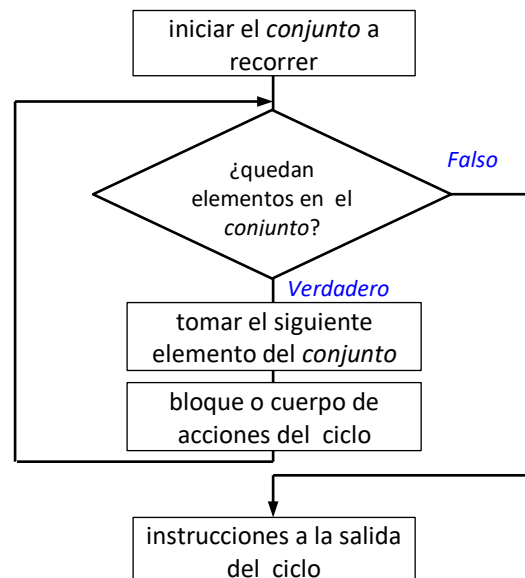 iniciar el conjunto a
recorrer
Falso
¿quedan
elementos en el
conjunto?
Verdadero
tomar el siguiente
elemento del conjunto
bloque o cuerpo de
acciones del ciclo
instrucciones a la salida
del ciclo